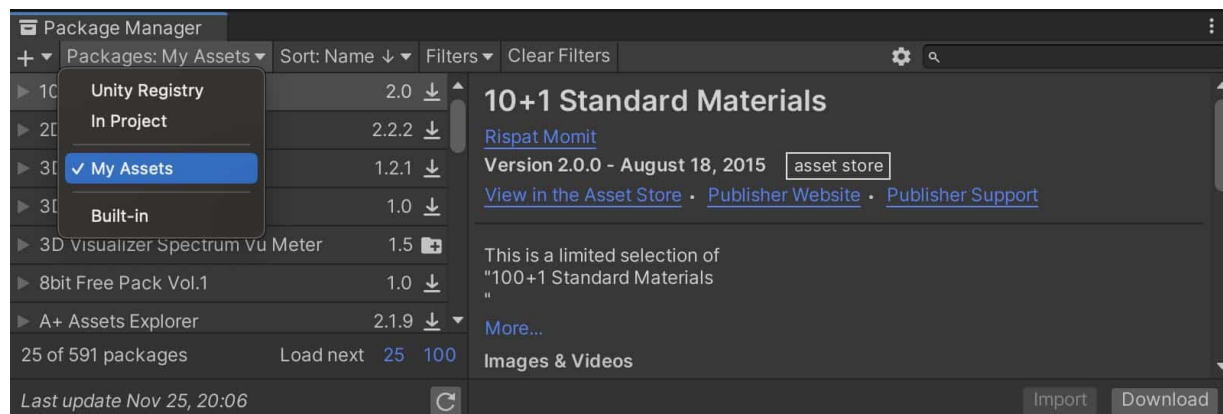 Package Manager
+ Packages: My Assets Sort: Name ↓ Filters Clear Filters
Unity Registry
In Project
✓ My Assets
Built-in
10 2.0
2.2.2
1.2.1
1.0
3D Visualizer Spectrum Vu Meter 1.5
8bit Free Pack Vol.1 1.0
A+ Assets Explorer 2.1.9
25 of 591 packages Load next 25 100
Last update Nov 25, 20:06
10+1 Standard Materials
Rispat Momit
Version 2.0.0 - August 18, 2015 asset store
View in the Asset Store • Publisher Website • Publisher Support
This is a limited selection of
"100+1 Standard Materials
"
More...
Images & Videos
Import Download